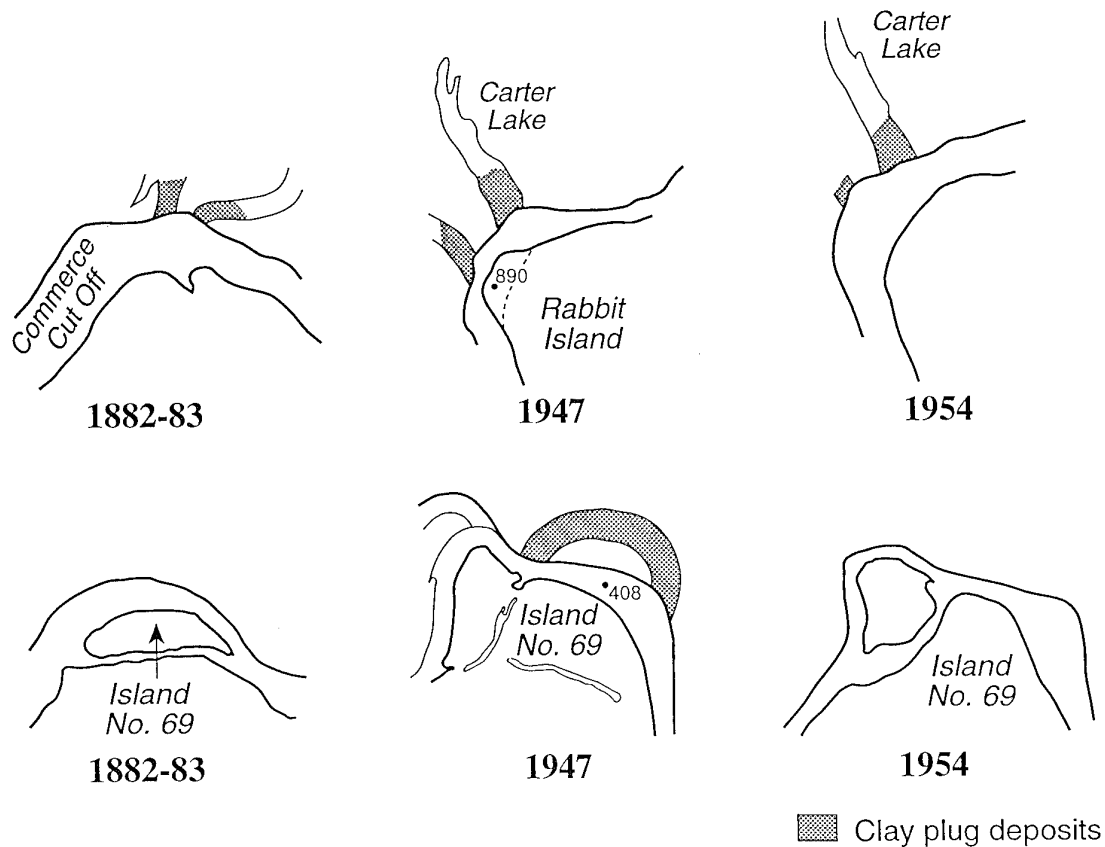 Commerce
Cut Off
1882-83
Carter
Lake
890
Rabbit
Island
1947
Carter
Lake
1954
Island
No. 69
1882-83
408
Island
No. 69
1947
Island
No. 69
1954
Clay plug deposits